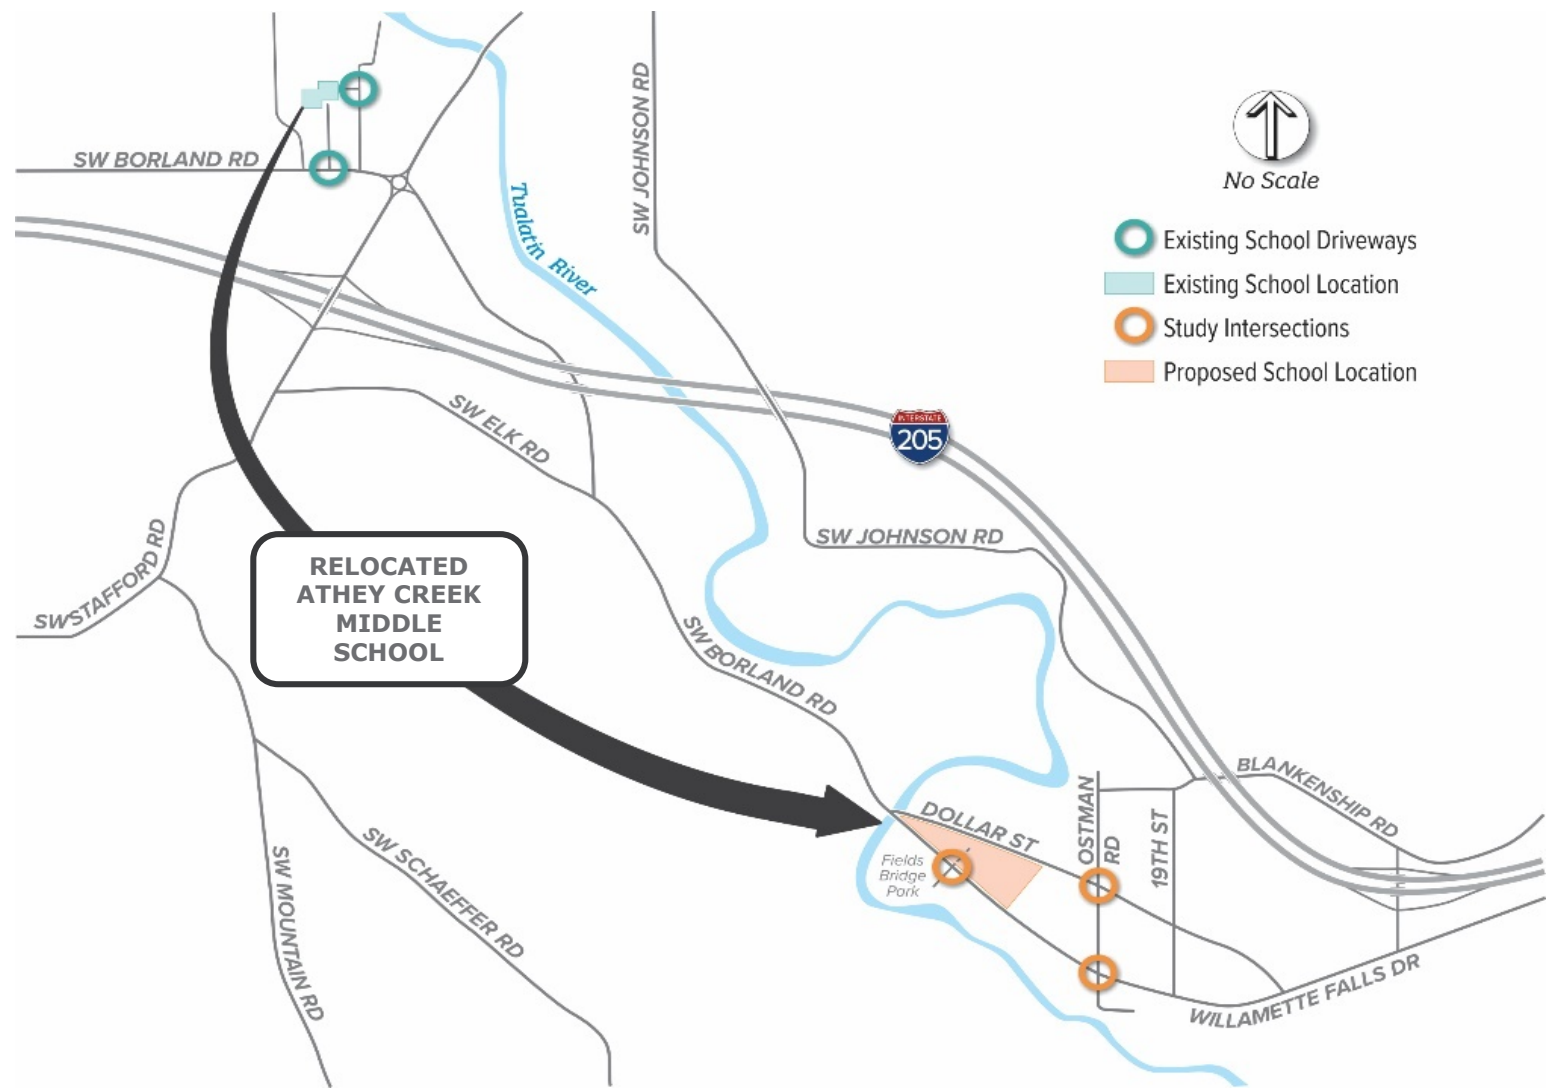 SW BORLAND RD
Tualatin River
SW JOHNSON RD
No Scale
Existing School Driveways
Existing School Location
Study Intersections
Proposed School Location
INTERSTATE
205
SW ELK RD
SW JOHNSON RD
SW STAFFORD RD
RELOCATED
ATHEY CREEK
MIDDLE
SCHOOL
SW BORLAND RD
BLANKENSHIP RD
DOLLAR ST
OSTMAN
RD
19TH ST
Fields
Bridge
Park
SW SCHAEFFER RD
SW MOUNTAIN RD
WILLAMETTE FALLS DR